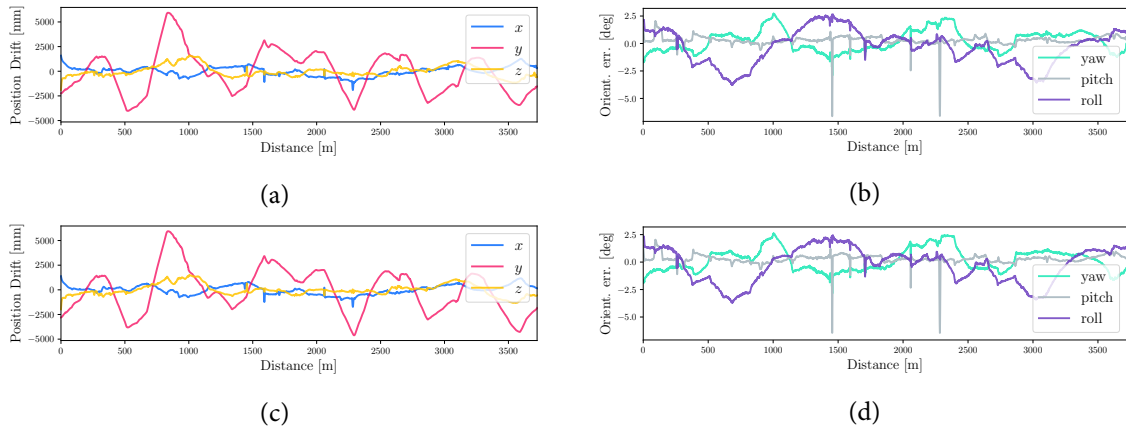 Position Drift [mm]
5000
2500
0
−2500
−5000
x
y
z
0 500 1000 1500 2000 2500 3000 3500
Distance [m]
(a)
Orient. err. [deg]
2.5
0.0
−2.5
−5.0
yaw
pitch
roll
0 500 1000 1500 2000 2500 3000 3500
Distance [m]
(b)
Position Drift [mm]
5000
2500
0
−2500
−5000
x
y
z
0 500 1000 1500 2000 2500 3000 3500
Distance [m]
(c)
Orient. err. [deg]
2.5
0.0
−2.5
−5.0
yaw
pitch
roll
0 500 1000 1500 2000 2500 3000 3500
Distance [m]
(d)